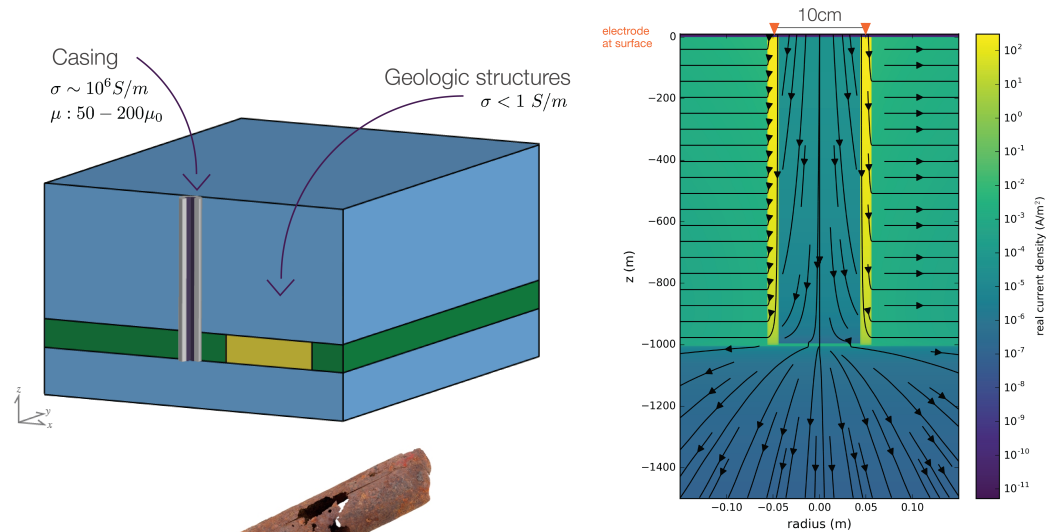 Casing
σ ~ 10⁶S/m
μ : 50 − 200μ₀
Geologic structures
σ < 1 S/m
z
y
x
10cm
electrode
at surface
0
−200
−400
−600
−800
−1000
−1200
−1400
z (m)
−0.10
−0.05
0.00
0.05
0.10
radius (m)
10²
10¹
10⁰
10⁻¹
10⁻²
10⁻³
10⁻⁴
10⁻⁵
10⁻⁶
10⁻⁷
10⁻⁸
10⁻⁹
10⁻¹⁰
10⁻¹¹
real current density (A/m²)